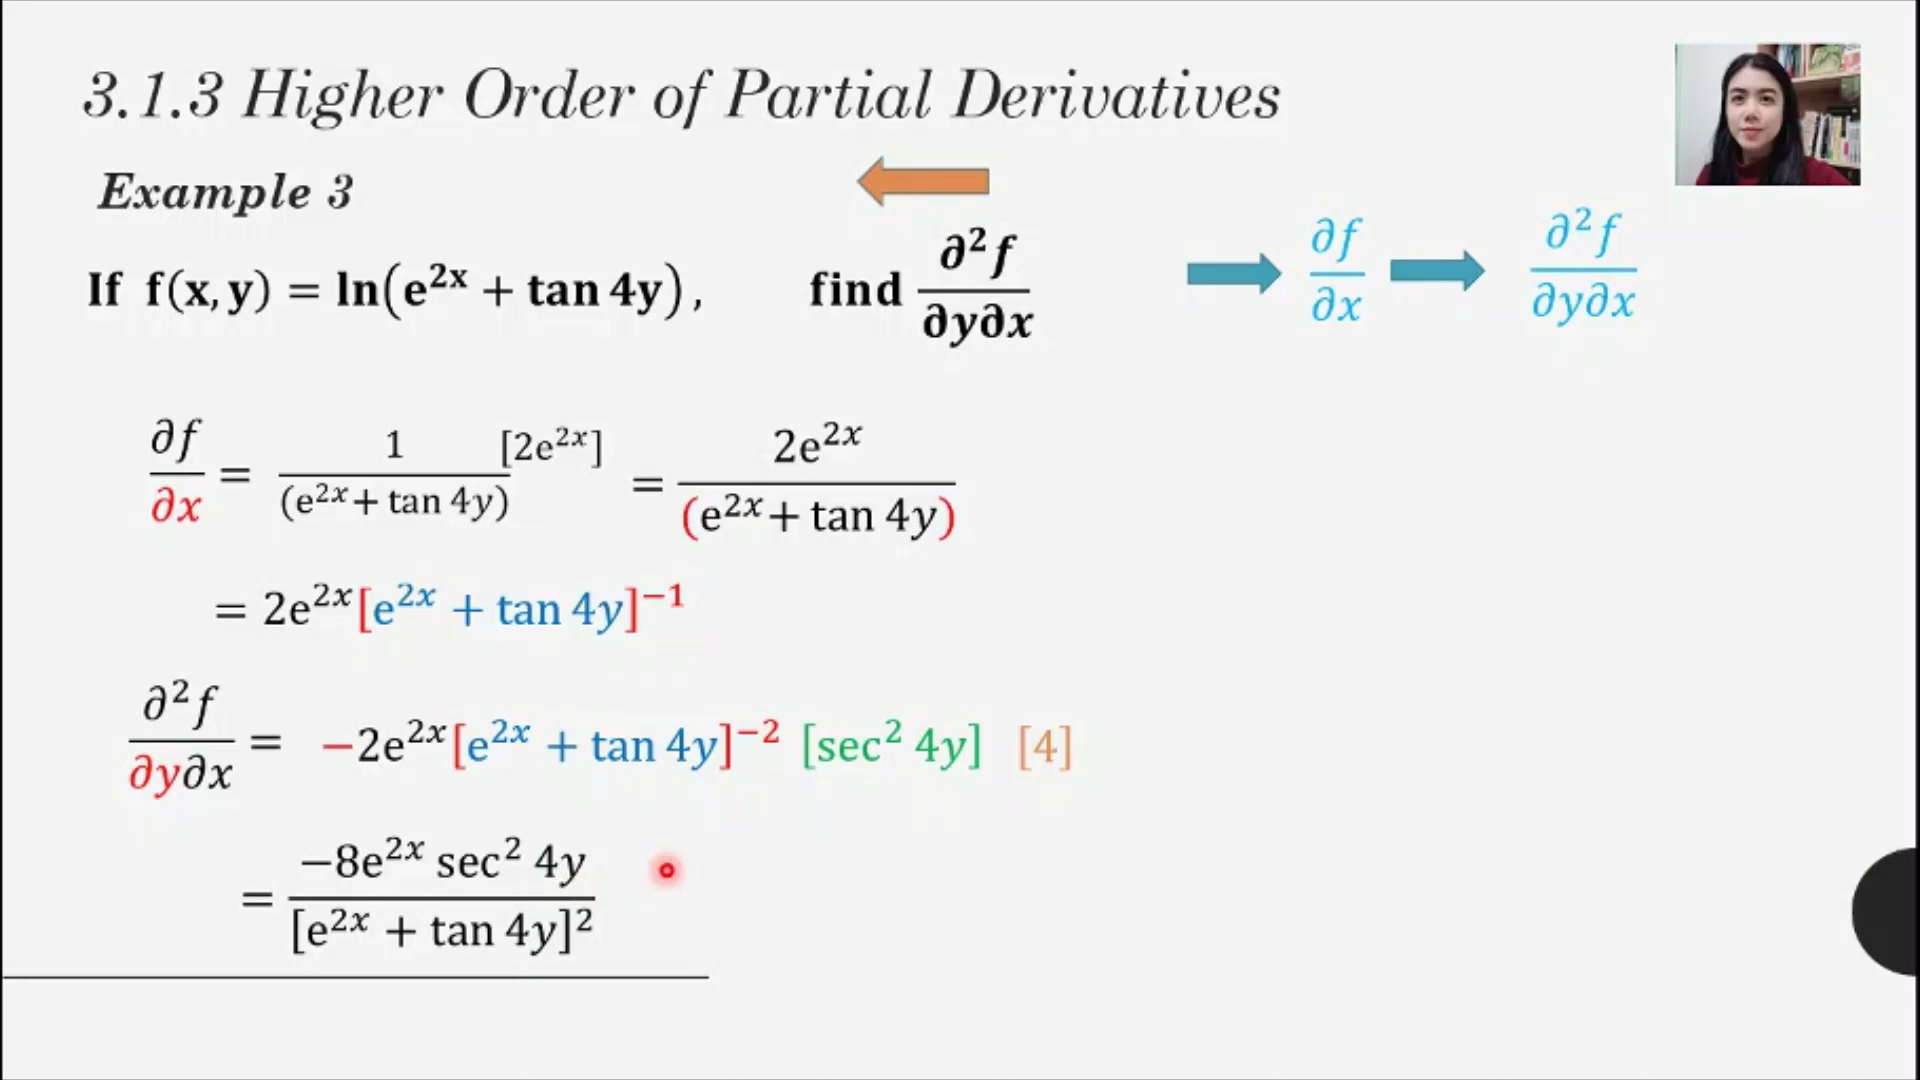 3.1.3 Higher Order of Partial Derivatives
Example 3
If f(x,y) = ln(e^{2x} + tan 4y), find ∂²f/∂y∂x
∂f/∂x
∂²f/∂y∂x
∂f/∂x = 1/(e^{2x} + tan 4y) [2e^{2x}] = 2e^{2x}/(e^{2x} + tan 4y)
= 2e^{2x}[e^{2x} + tan 4y]^{−1}
∂²f/∂y∂x = −2e^{2x}[e^{2x} + tan 4y]^{−2} [sec² 4y] [4]
= −8e^{2x} sec² 4y/[e^{2x} + tan 4y]²